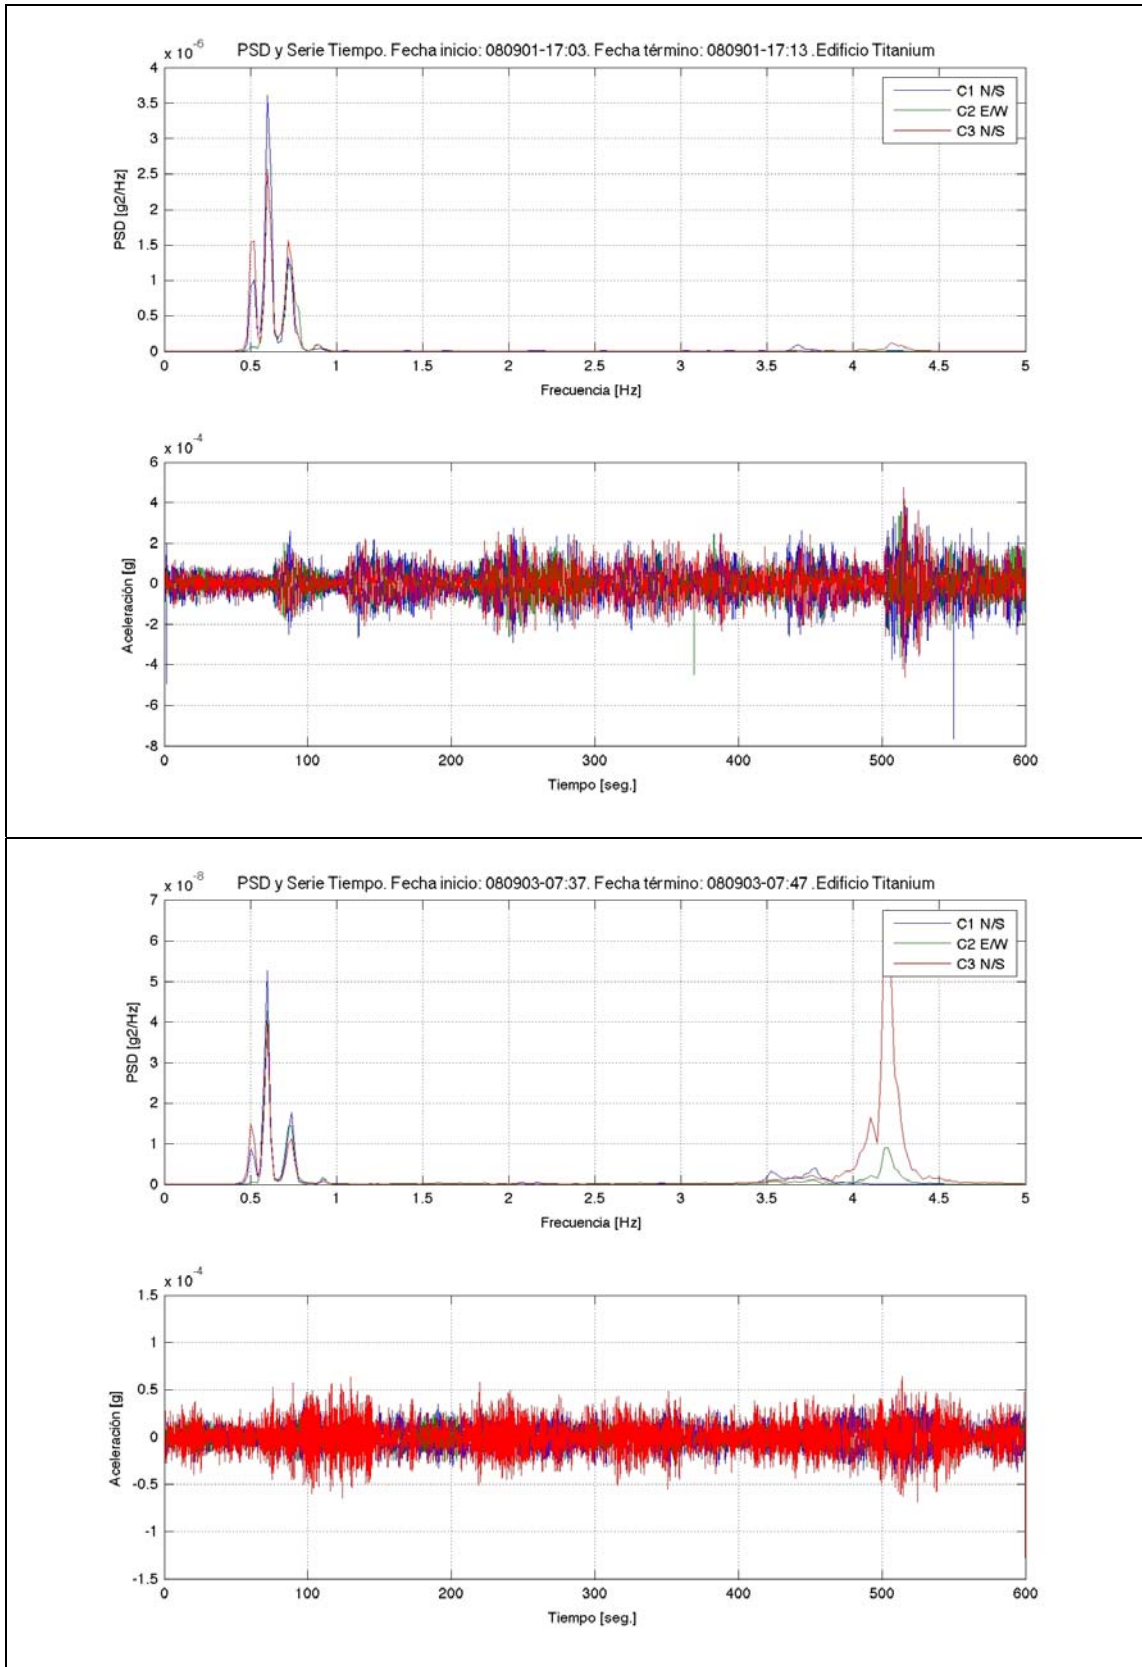 x 10^-6
PSD y Serie Tiempo. Fecha inicio: 080901-17:03. Fecha término: 080901-17:13 .Edificio Titanium
4
3.5
3
2.5
2
1.5
1
0.5
0
PSD [g2/Hz]
C1 N/S
C2 E/W
C3 N/S
0 0.5 1 1.5 2 2.5 3 3.5 4 4.5 5
Frecuencia [Hz]
x 10^-4
6
4
2
0
-2
-4
-6
-8
Aceleración [g]
0 100 200 300 400 500 600
Tiempo [seg.]
x 10^-8
PSD y Serie Tiempo. Fecha inicio: 080903-07:37. Fecha término: 080903-07:47 .Edificio Titanium
7
6
5
4
3
2
1
0
PSD [g2/Hz]
C1 N/S
C2 E/W
C3 N/S
0 0.5 1 1.5 2 2.5 3 3.5 4 4.5 5
Frecuencia [Hz]
x 10^-4
1.5
1
0.5
0
-0.5
-1
-1.5
Aceleración [g]
0 100 200 300 400 500 600
Tiempo [seg.]